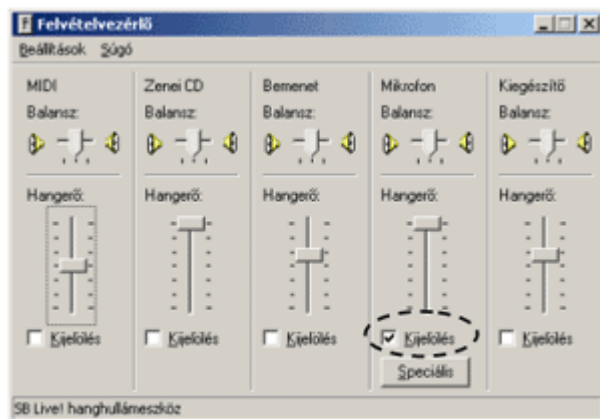 Felvételvezérlő
Beállítások Súgó
MIDI Zenei CD Bemenet Mikrofon Kiegészítő
Balansz: Balansz: Balansz: Balansz: Balansz:
Hangerő: Hangerő: Hangerő: Hangerő: Hangerő:
Kijelölés Kijelölés Kijelölés Kijelölés Kijelölés
Speciális
SB Live! hanghullámeszköz